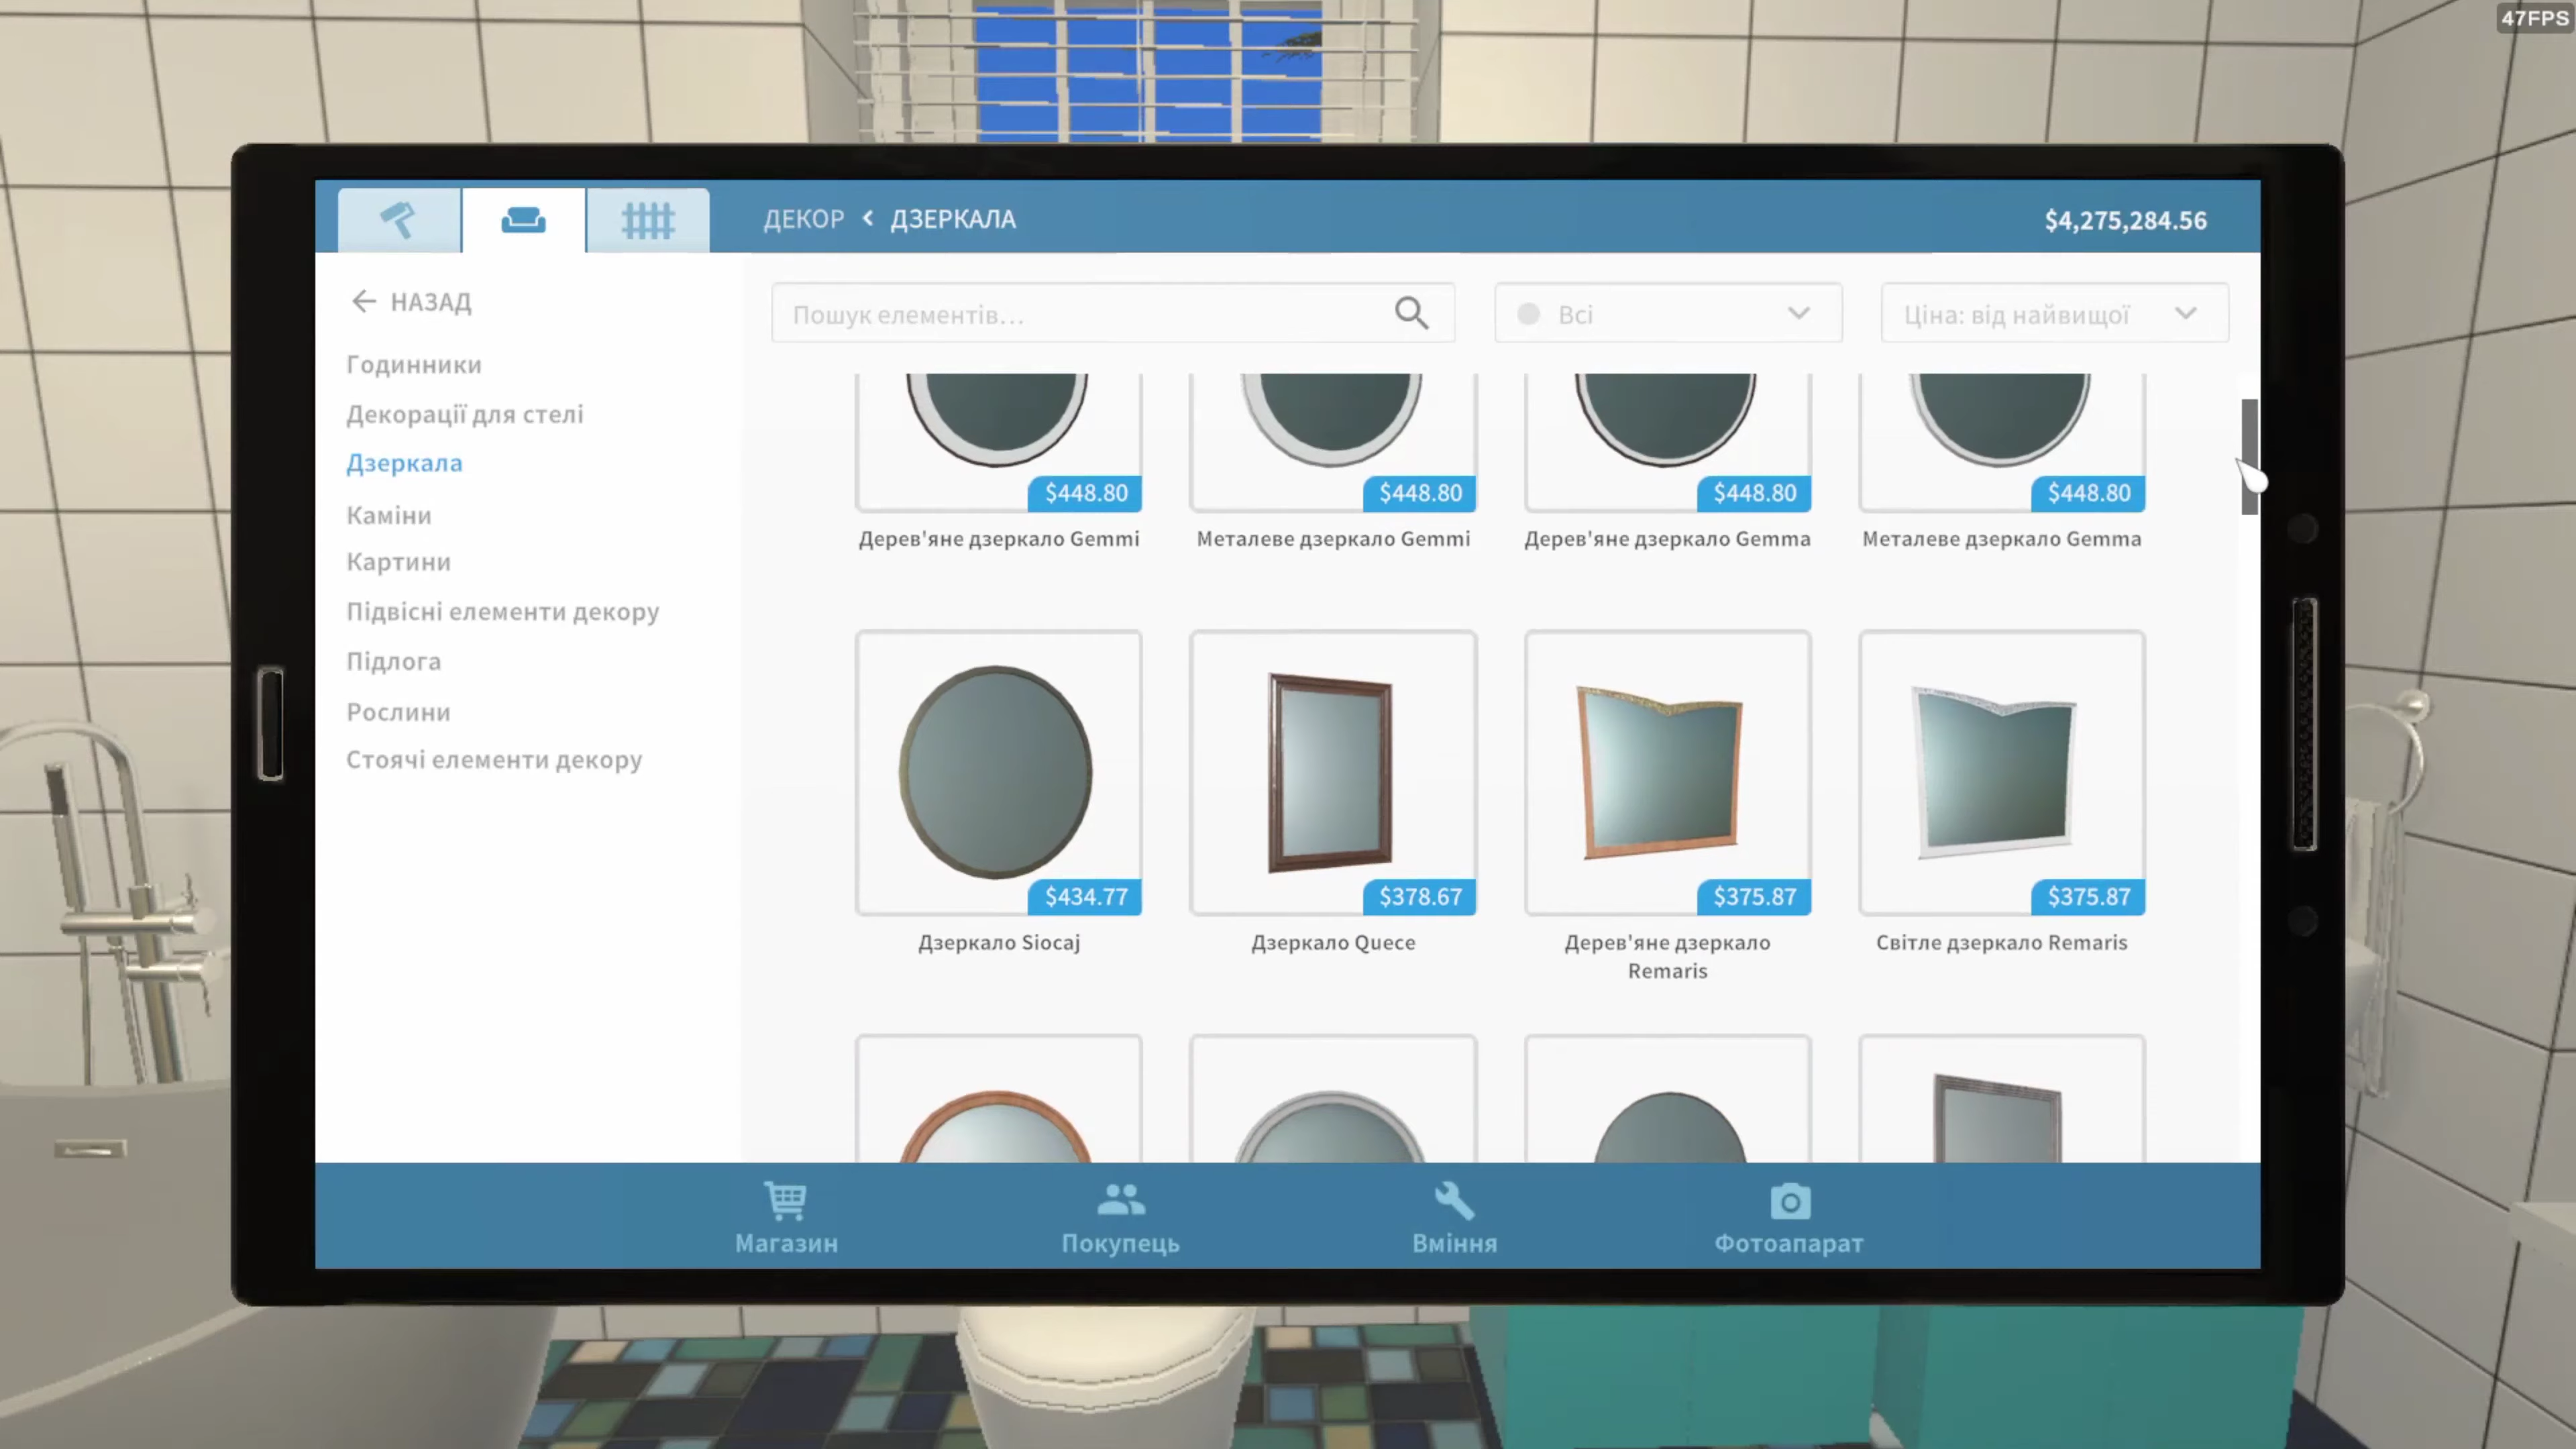 47FPS
ДЕКОР < ДЗЕРКАЛА
$4,275,284.56
НАЗАД
Годинники
Декорації для стелі
Дзеркала
Каміни
Картини
Підвісні елементи декору
Підлога
Рослини
Стоячі елементи декору
Пошук елементів...
Всі
Ціна: від найвищої
$448.80
$448.80
$448.80
$448.80
Дерев'яне дзеркало Gemmi
Металеве дзеркало Gemmi
Дерев'яне дзеркало Gemma
Металеве дзеркало Gemma
$434.77
$378.67
$375.87
$375.87
Дзеркало Siocaj
Дзеркало Quece
Дерев'яне дзеркало
Remaris
Світле дзеркало Remaris
Магазин
Покупець
Вміння
Фотоапарат